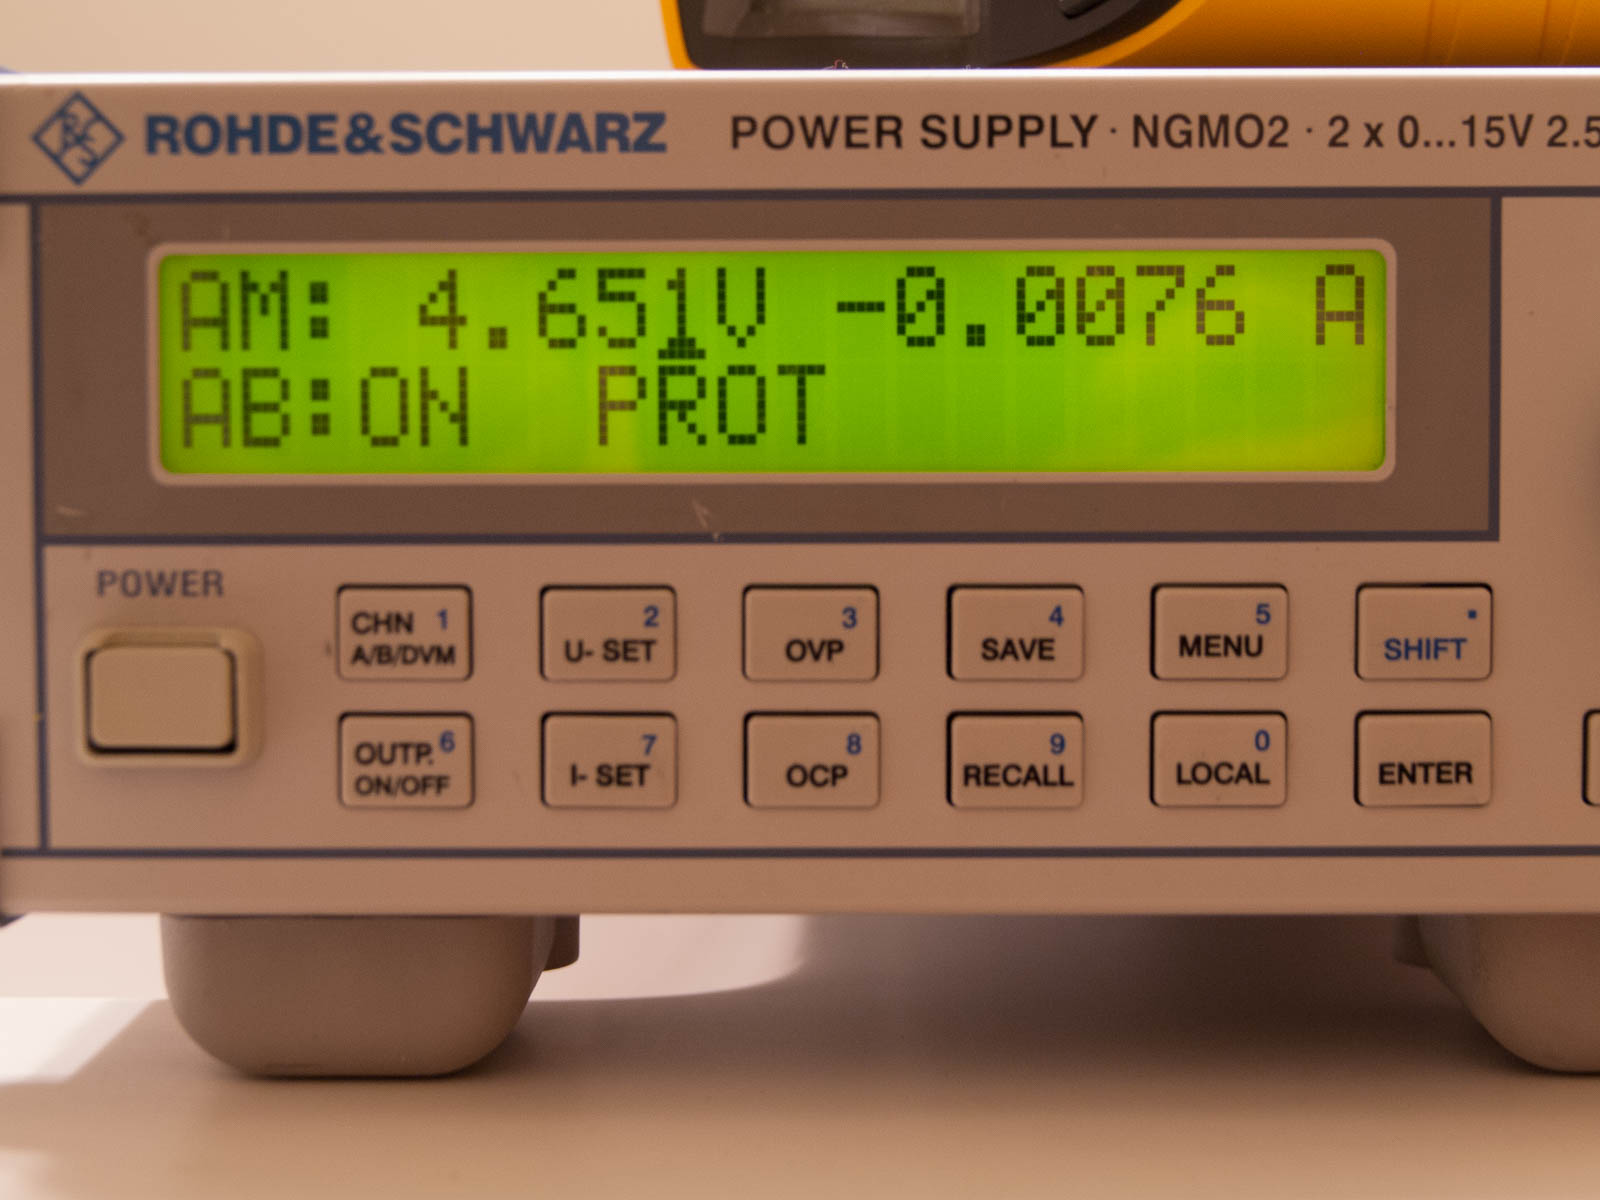 ROHDE&SCHWARZ POWER SUPPLY · NGMO2 · 2 x 0...15V 2.5
AM: 4.651V -0.0076 A
AB:ON PROT
POWER
CHN 1
A/B/DVM
2
U- SET
3
OVP
4
SAVE
5
MENU
.
SHIFT
OUTP. 6
ON/OFF
7
I- SET
8
OCP
9
RECALL
0
LOCAL
ENTER